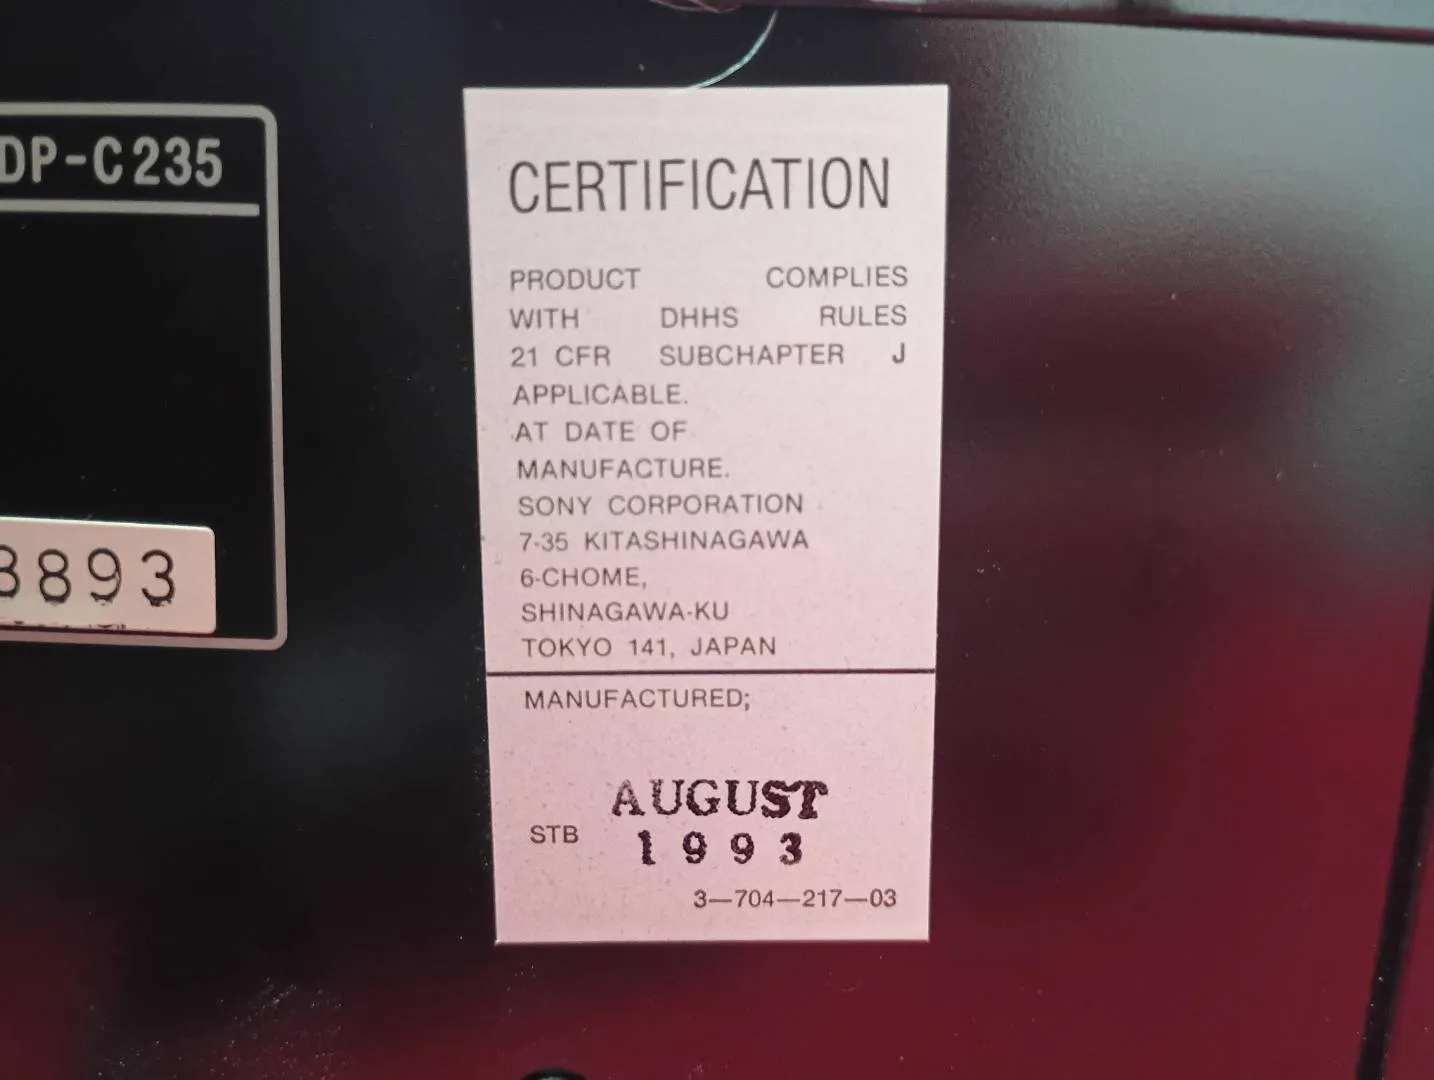 DP-C235
8893
CERTIFICATION
PRODUCT COMPLIES
WITH DHHS RULES
21 CFR SUBCHAPTER J
APPLICABLE.
AT DATE OF
MANUFACTURE.
SONY CORPORATION
7-35 KITASHINAGAWA
6-CHOME,
SHINAGAWA-KU
TOKYO 141, JAPAN
MANUFACTURED;
AUGUST
STB 1993
3—704—217—03